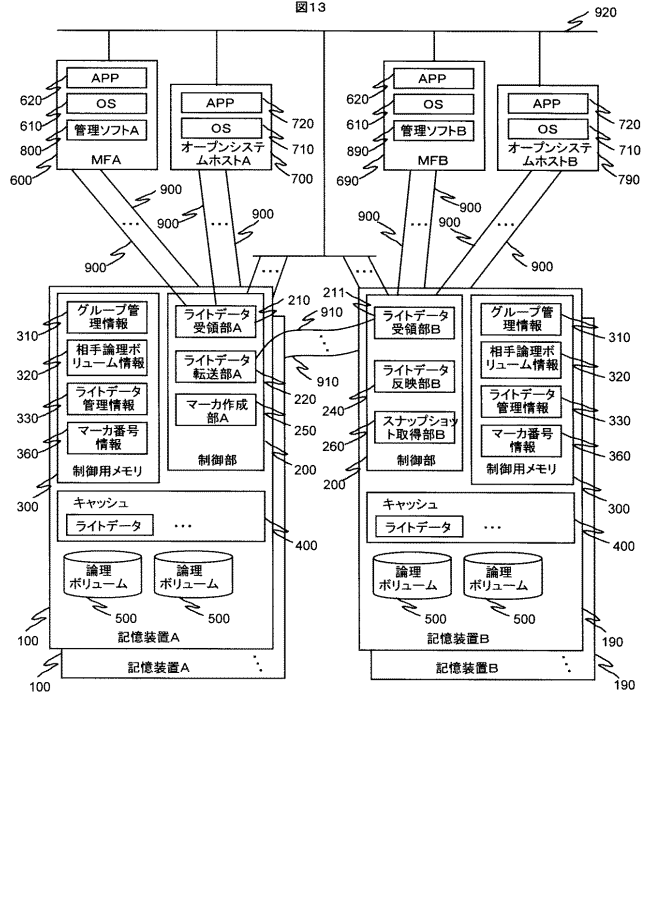 図13
920
APP
OS
管理ソフトA
MFA
620
610
800
600
APP
OS
オープンシステ
ムホストA
720
710
700
APP
OS
管理ソフトB
MFB
620
610
890
690
APP
OS
オープンシステ
ムホストB
720
710
790
900
900
900
900
…
…
900
900
900
900
…
…
…
…
グループ管
理情報
相手論理ボ
リューム情報
ライトデータ
管理情報
マーカ番号
情報
制御用メモリ
310
320
330
360
300
ライトデータ
受領部A
ライトデータ
転送部A
マーカ作成
部A
制御部
210
220
250
200
910
910
…
キャッシュ
ライトデータ
…
400
論理
ボリューム
論理
ボリューム
500
500
記憶装置A
100
記憶装置A
100
…
211
ライトデータ
受領部B
ライトデータ
反映部B
スナップショッ
ト取得部B
制御部
240
260
200
グループ管
理情報
相手論理ボ
リューム情報
ライトデータ
管理情報
マーカ番号
情報
制御用メモリ
310
320
330
360
300
キャッシュ
ライトデータ
…
400
論理
ボリューム
論理
ボリューム
500
500
記憶装置B
190
記憶装置B
190
…